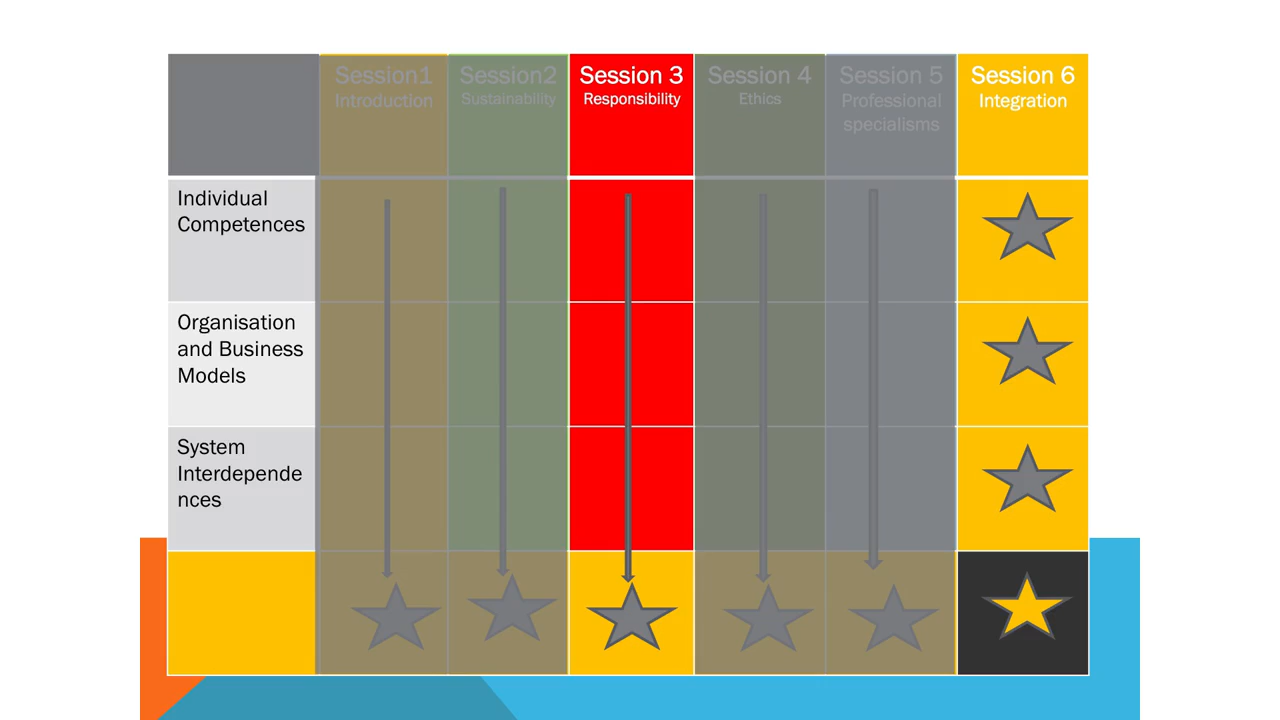 Session1
Introduction
Session2
Sustainability
Session 3
Responsibility
Session 4
Ethics
Session 5
Professional
specialisms
Session 6
Integration
Individual
Competences
Organisation
and Business
Models
System
Interdepende
nces